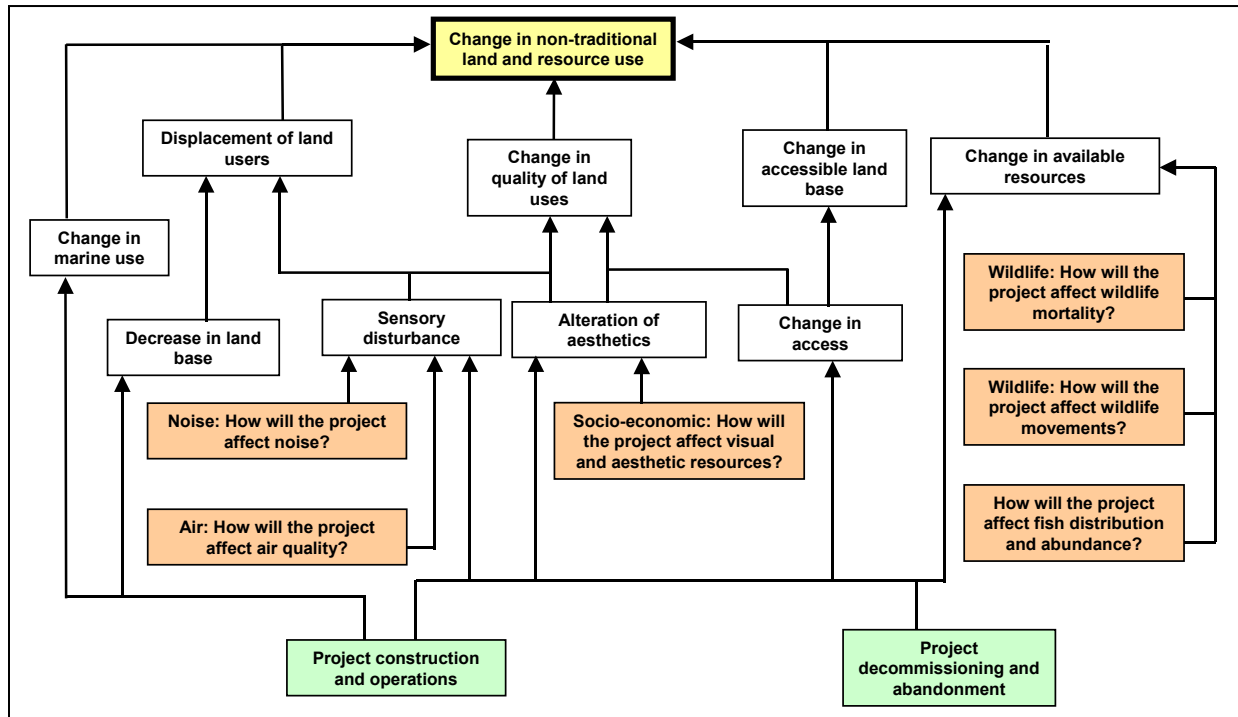 Change in non-traditional
land and resource use
Displacement of land
users
Change in
quality of land
uses
Change in
accessible land
base
Change in available
resources
Change in
marine use
Decrease in land
base
Sensory
disturbance
Alteration of
aesthetics
Change in
access
Wildlife: How will the
project affect wildlife
mortality?
Noise: How will the project
affect noise?
Socio-economic: How will
the project affect visual
and aesthetic resources?
Wildlife: How will the
project affect wildlife
movements?
Air: How will the project
affect air quality?
How will the project
affect fish distribution
and abundance?
Project construction
and operations
Project
decommissioning and
abandonment